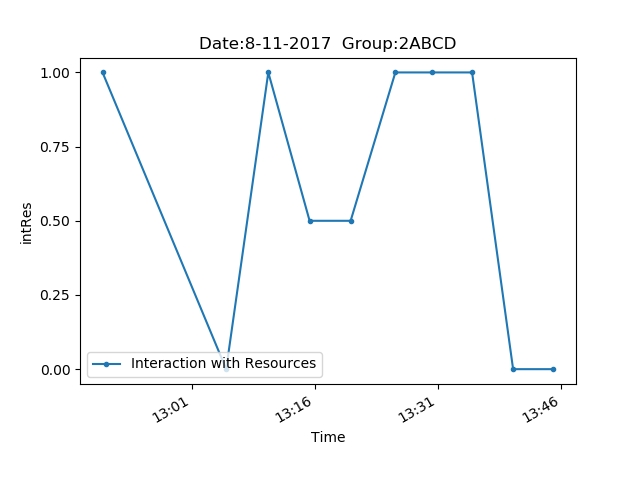 Date:8-11-2017  Group:2ABCD
1.00
0.75
0.50
0.25
0.00
intRes
Interaction with Resources
13:01
13:16
13:31
13:46
Time